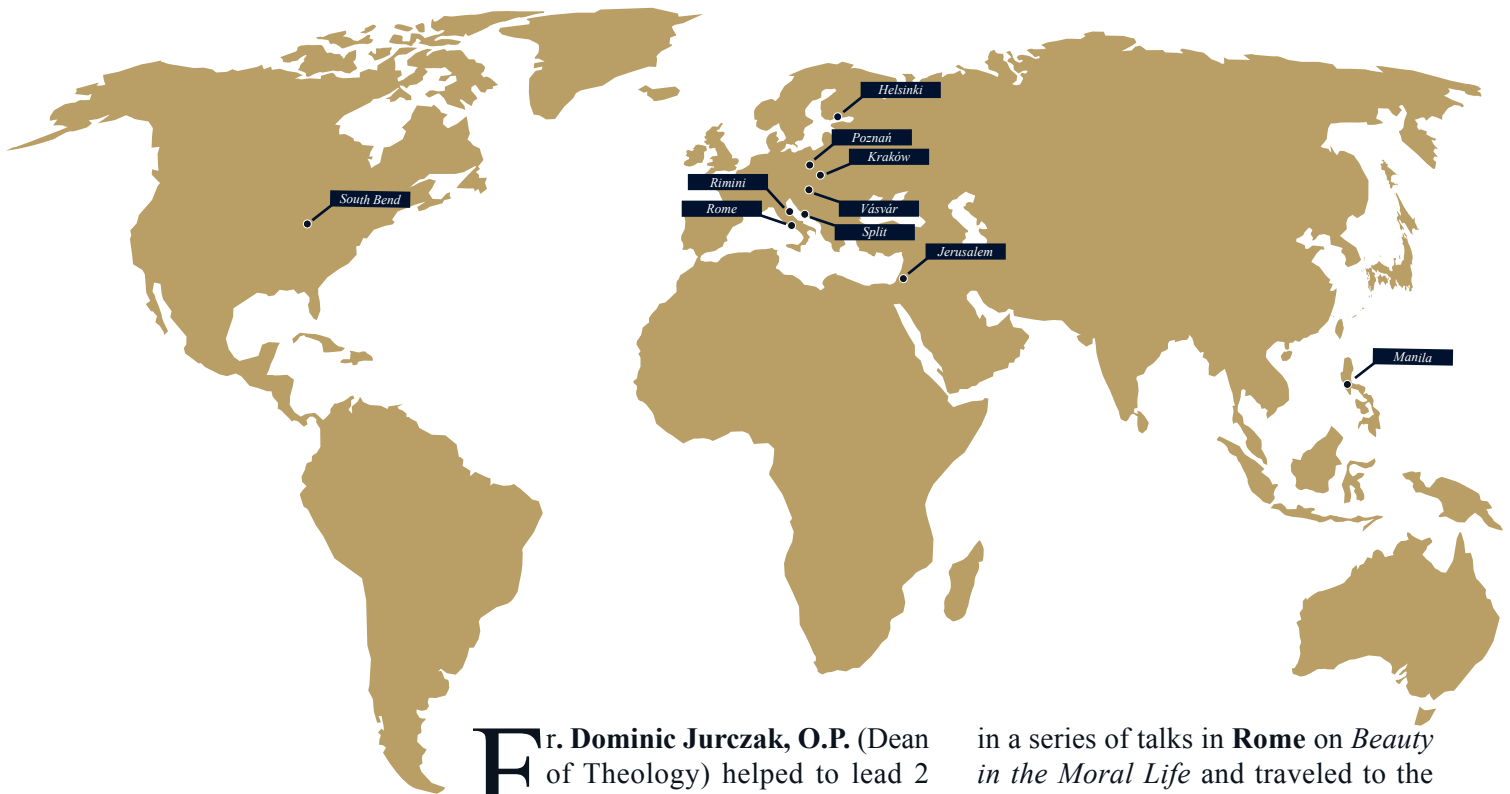 Helsinki
Poznań
Kraków
Rimini
South Bend
Rome
Vásvár
Split
Jerusalem
Manila
Fr. Dominic Jurczak, O.P. (Dean
of Theology) helped to lead 2
in a series of talks in Rome on Beauty
in the Moral Life and traveled to the